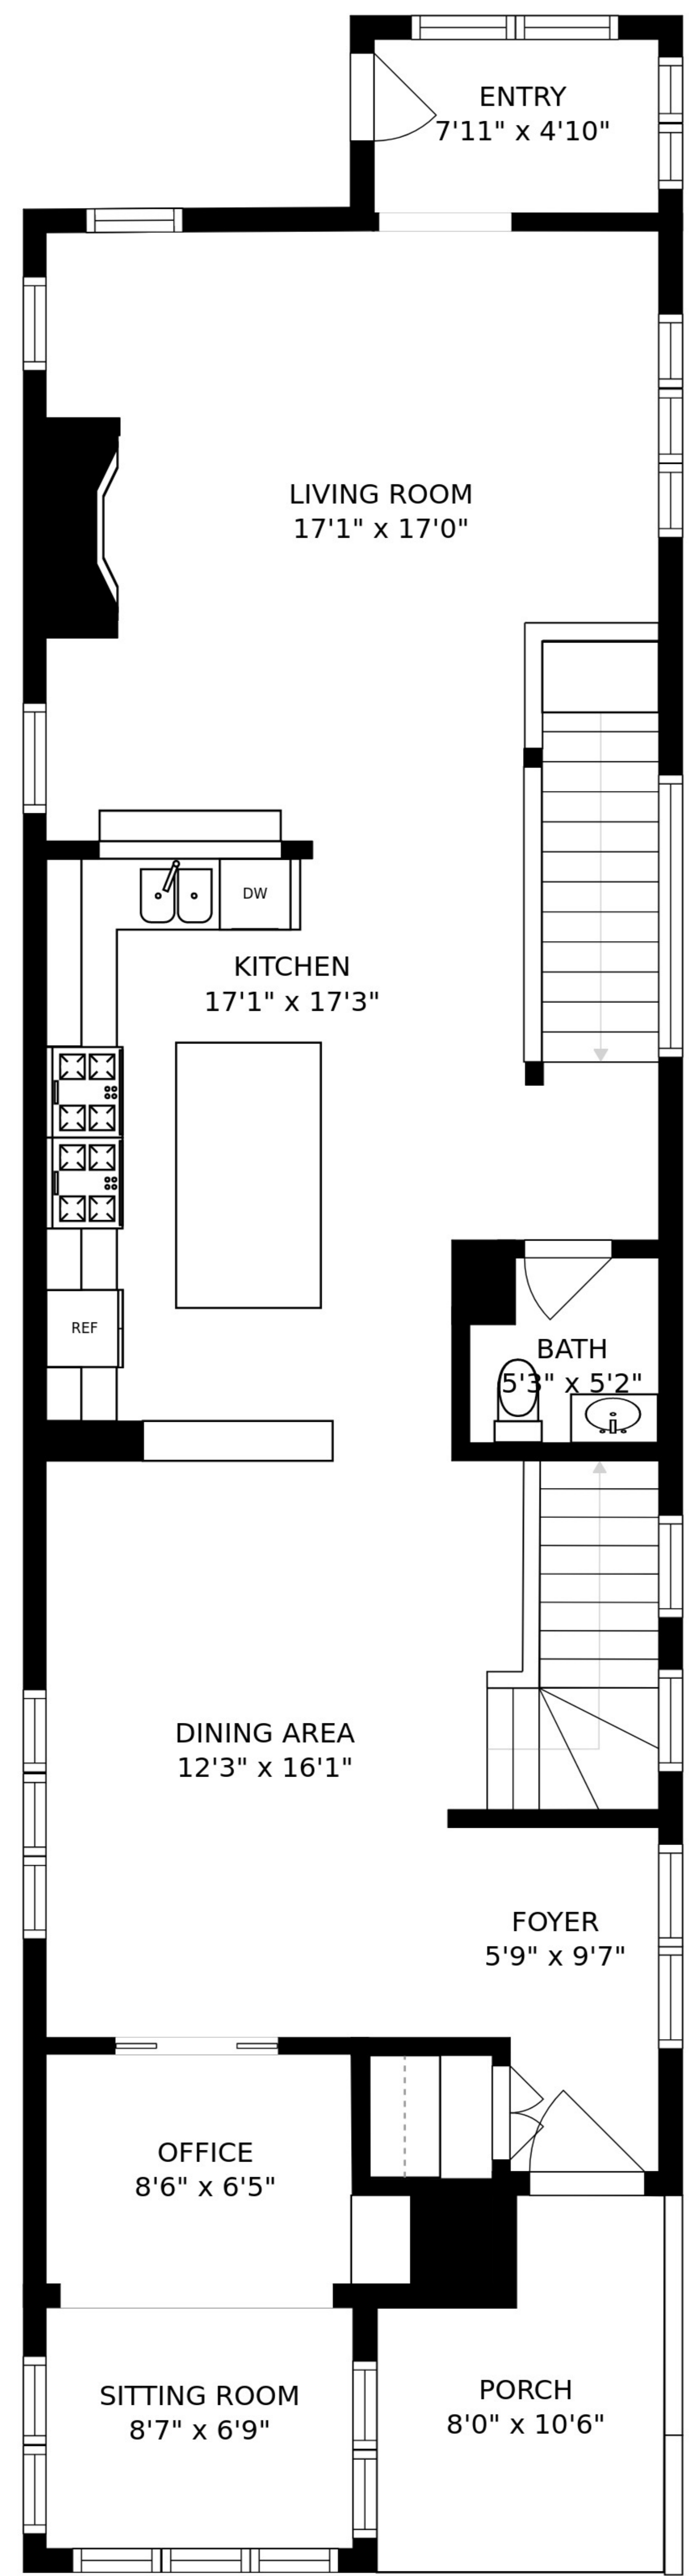 ENTRY
7'11" x 4'10"
LIVING ROOM
17'1" x 17'0"
DW
KITCHEN
17'1" x 17'3"
REF
BATH
5'3" x 5'2"
DINING AREA
12'3" x 16'1"
FOYER
5'9" x 9'7"
OFFICE
8'6" x 6'5"
SITTING ROOM
8'7" x 6'9"
PORCH
8'0" x 10'6"